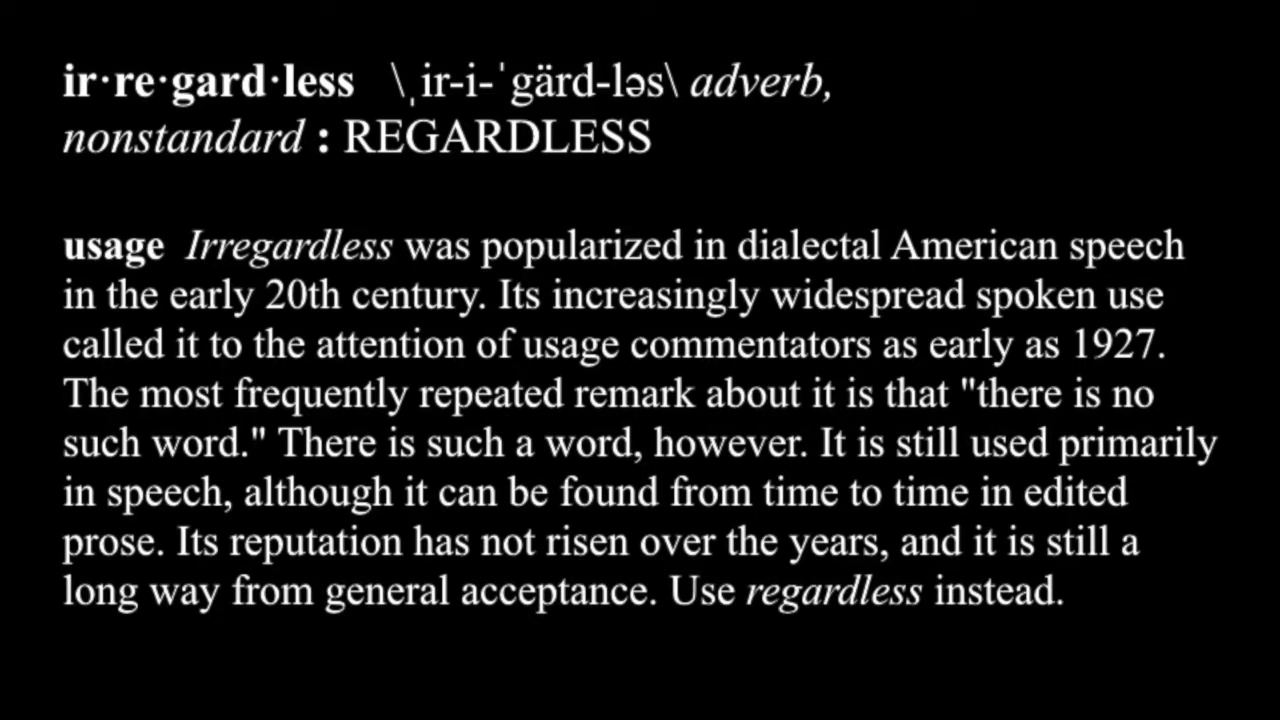 ir·re·gard·less \ˌir-i-ˈgärd-ləs\ adverb,
nonstandard : REGARDLESS
usage Irregardless was popularized in dialectal American speech
in the early 20th century. Its increasingly widespread spoken use
called it to the attention of usage commentators as early as 1927.
The most frequently repeated remark about it is that "there is no
such word." There is such a word, however. It is still used primarily
in speech, although it can be found from time to time in edited
prose. Its reputation has not risen over the years, and it is still a
long way from general acceptance. Use regardless instead.